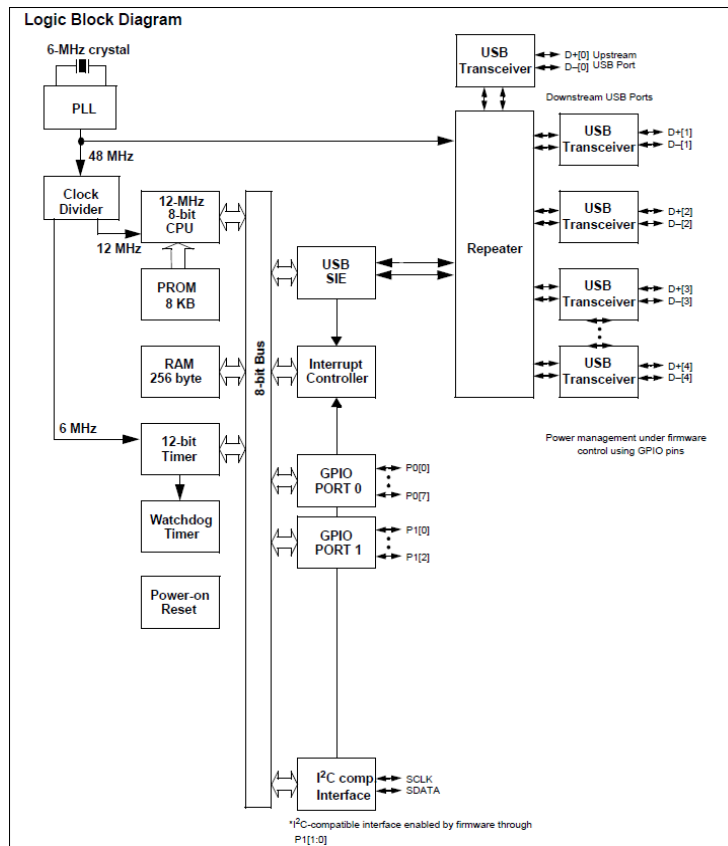 Logic Block Diagram
6-MHz crystal
PLL
48 MHz
Clock
Divider
12 MHz
12-MHz
8-bit
CPU
PROM
8 KB
RAM
256 byte
6 MHz
12-bit
Timer
Watchdog
Timer
Power-on
Reset
8-bit Bus
USB
SIE
Interrupt
Controller
GPIO
PORT 0
P0[0]
P0[7]
GPIO
PORT 1
P1[0]
P1[2]
I²C comp
Interface
SCLK
SDATA
*I²C-compatible interface enabled by firmware through
P1[1:0]
USB
Transceiver
D+[0] Upstream
D–[0] USB Port
Downstream USB Ports
Repeater
USB
Transceiver
D+[1]
D–[1]
USB
Transceiver
D+[2]
D–[2]
USB
Transceiver
D+[3]
D–[3]
USB
Transceiver
D+[4]
D–[4]
Power management under firmware
control using GPIO pins